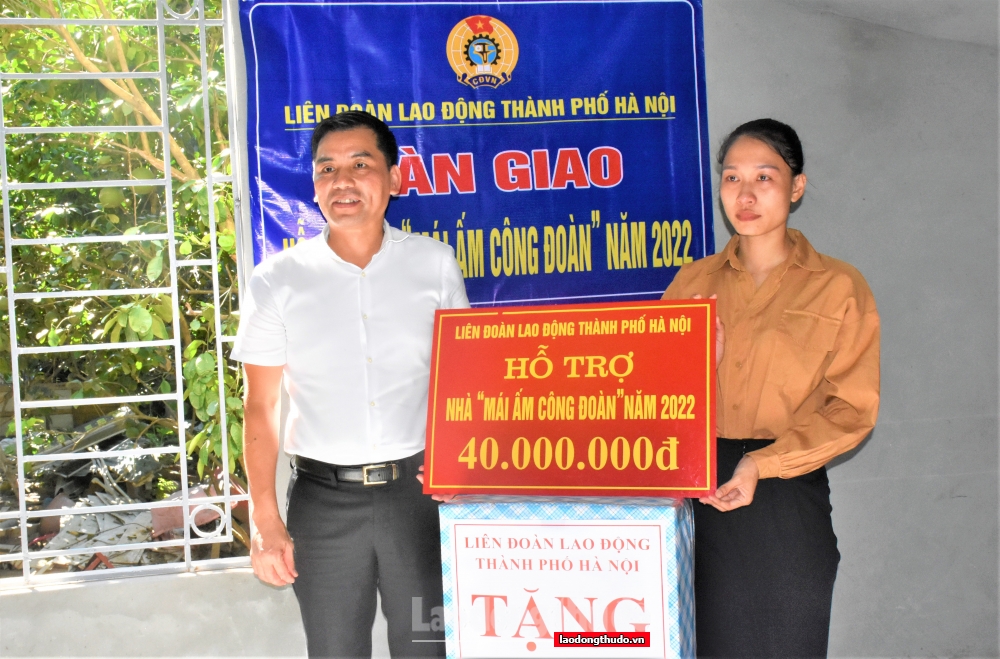 CĐVN
LIÊN ĐOÀN LAO ĐỘNG THÀNH PHỐ HÀ NỘI
ÀN GIAO
“MÁI ẤM CÔNG ĐOÀN” NĂM 2022
LIÊN ĐOÀN LAO ĐỘNG THÀNH PHỐ HÀ NỘI
HỖ TRỢ
NHÀ “MÁI ẤM CÔNG ĐOÀN” NĂM 2022
40.000.000đ
LIÊN ĐOÀN LAO ĐỘNG
THÀNH PHỐ HÀ NỘI
TẶNG
laodongthudo.vn